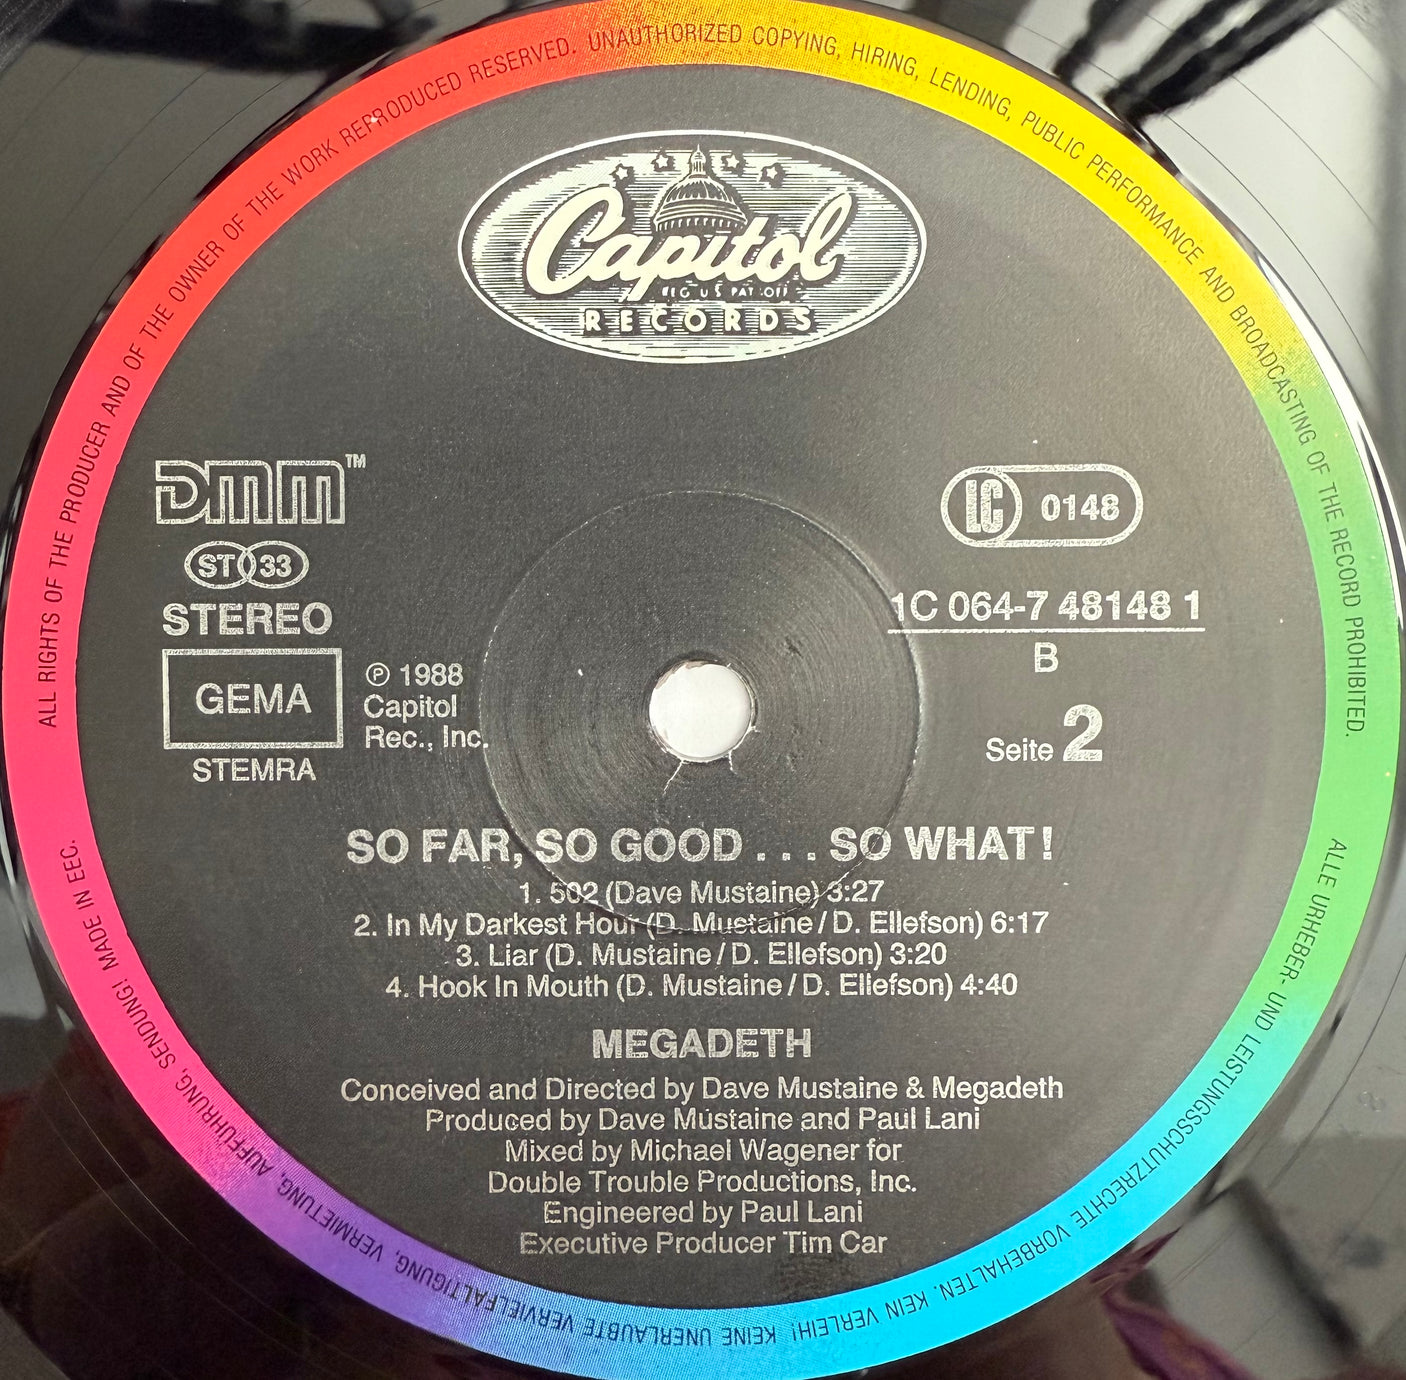 ALL RIGHTS OF THE PRODUCER AND OF THE OWNER OF THE WORK REPRODUCED RESERVED. UNAUTHORIZED COPYING, HIRING, LENDING, PUBLIC PERFORMANCE AND BROADCASTING OF THE RECORD PROHIBITED.
Capitol
REG US PAT OFF
RECORDS
DMM™
ST 33
STEREO
GEMA
STEMRA
℗ 1988
Capitol
Rec., Inc.
LC 0148
1C 064-7 48148 1
B
Seite 2
SO FAR, SO GOOD . . . SO WHAT!
1. 502 (Dave Mustaine) 3:27
2. In My Darkest Hour (D. Mustaine / D. Ellefson) 6:17
3. Liar (D. Mustaine / D. Ellefson) 3:20
4. Hook In Mouth (D. Mustaine / D. Ellefson) 4:40
MEGADETH
Conceived and Directed by Dave Mustaine & Megadeth
Produced by Dave Mustaine and Paul Lani
Mixed by Michael Wagener for
Double Trouble Productions, Inc.
Engineered by Paul Lani
Executive Producer Tim Car
ALLE URHEBER- UND LEISTUNGSSCHUTZRECHTE VORBEHALTEN. KEIN VERLEIH! KEINE UNERLAUBTE VERVIELFÄLTIGUNG, VERMIETUNG, AUFFÜHRUNG, SENDUNG! MADE IN EEC.